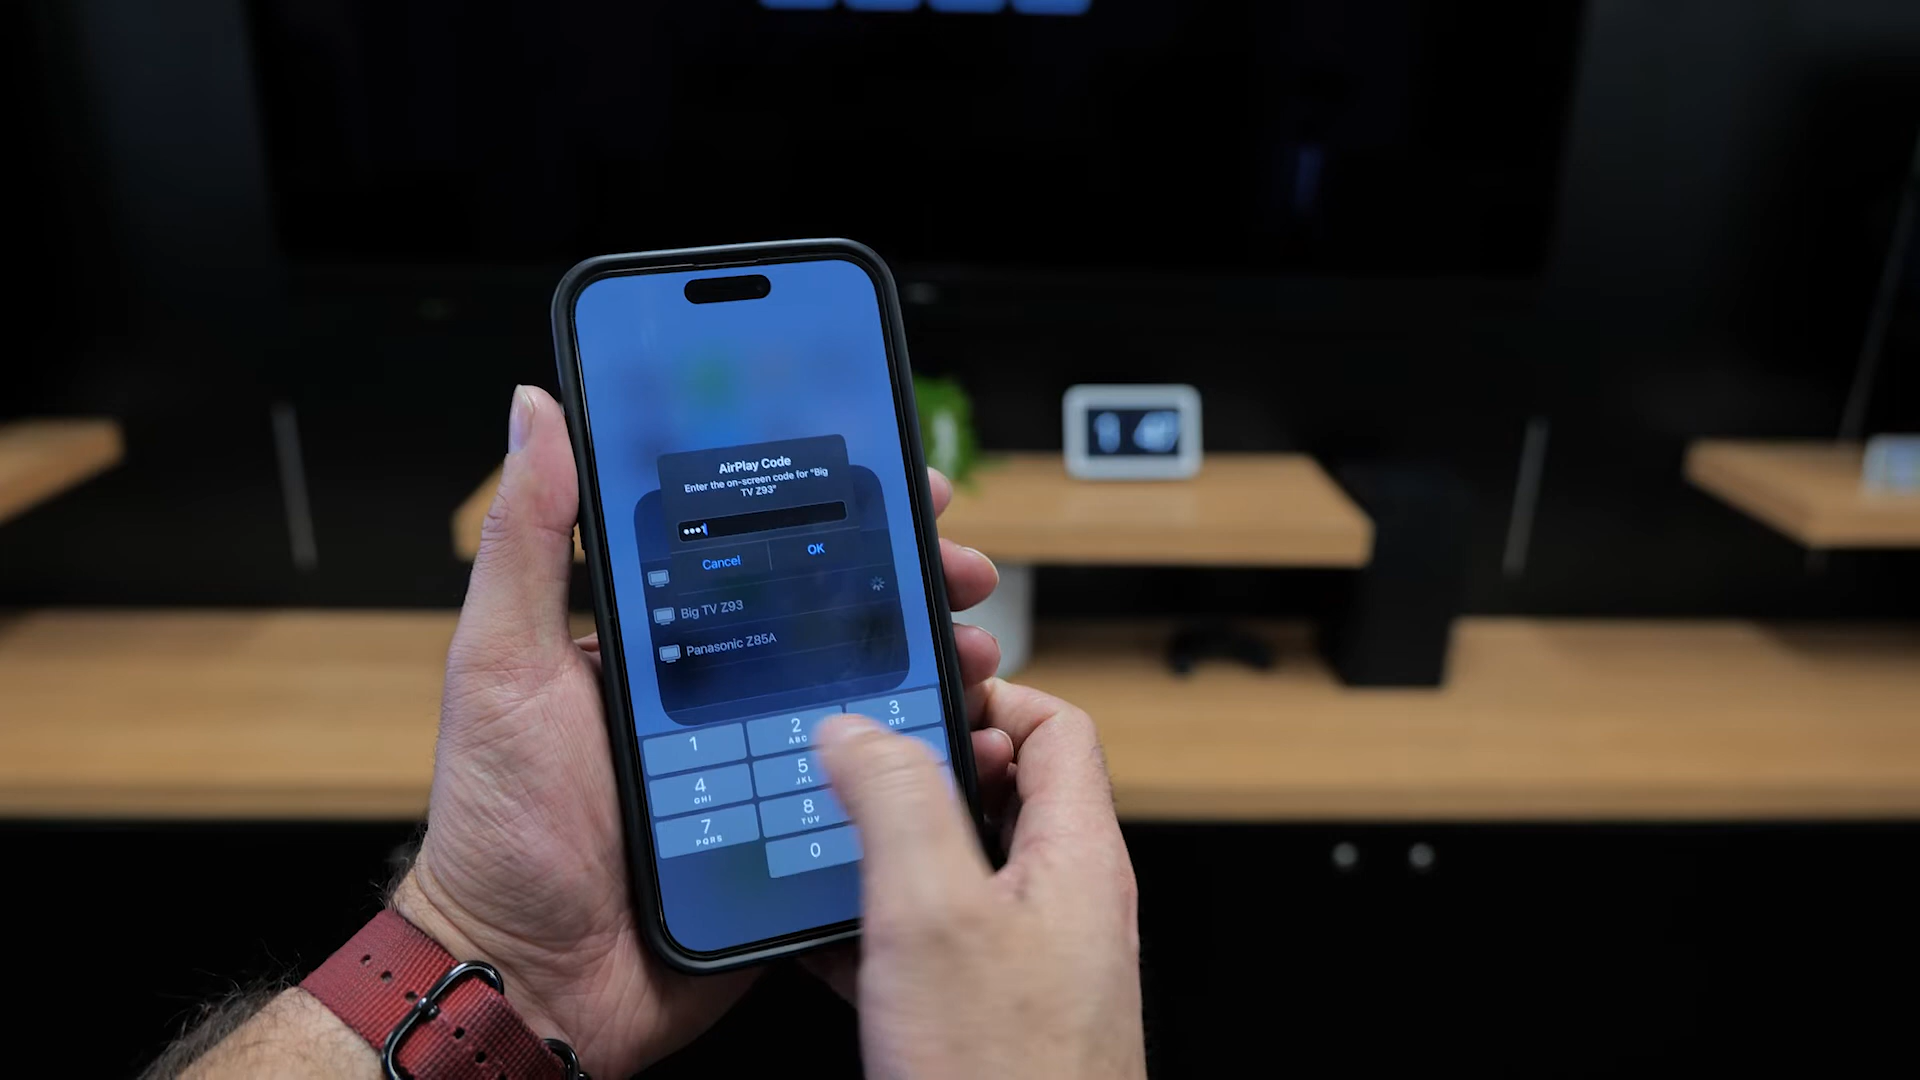 AirPlay Code
Enter the on-screen code for "Big
TV Z93"
•••1
Cancel
OK
Big TV Z93
Panasonic Z85A
1
2
ABC
3
DEF
4
GHI
5
JKL
7
PQRS
8
TUV
0